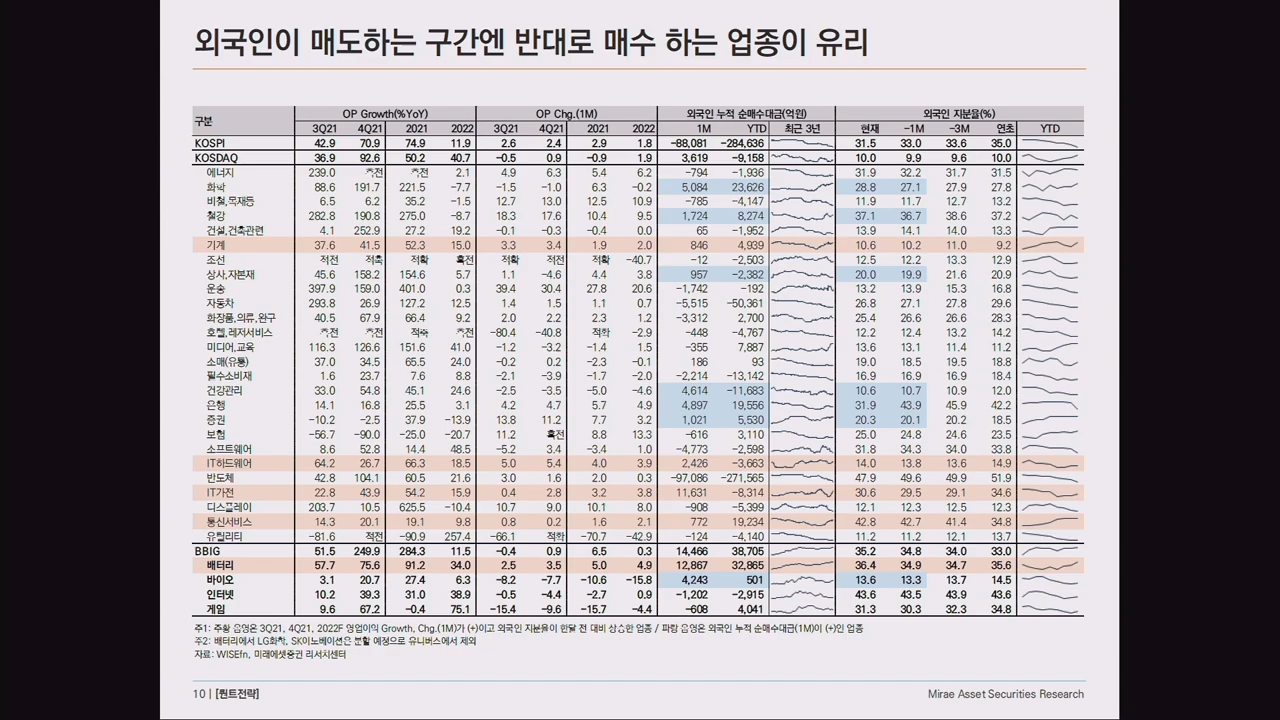 외국인이 매도하는 구간엔 반대로 매수 하는 업종이 유리
구분 OP Growth(%YoY) OP Chg.(1M) 외국인 누적 순매수대금(억원) 외국인 지분율(%)
3Q21 4Q21 2021 2022 3Q21 4Q21 2021 2022 1M YTD 최근 3년 현재 -1M -3M 연초 YTD
KOSPI 42.9 70.9 74.9 11.9 2.6 2.4 2.9 1.8 -88,081 -284,636 31.5 33.0 33.6 35.0
KOSDAQ 36.9 92.6 50.2 40.7 -0.5 0.9 -0.9 1.9 3,619 -9,158 10.0 9.9 9.6 10.0
에너지 239.0 흑전 흑전 2.1 4.9 6.3 5.4 6.2 -794 -1,936 31.9 32.2 31.7 31.5
화학 88.6 191.7 221.5 -7.7 -1.5 -1.0 6.3 -0.2 5,084 23,626 28.8 27.1 27.9 27.8
비철,목재등 6.5 6.2 35.2 -1.5 12.7 13.0 12.5 10.9 -785 -4,147 11.9 11.7 12.7 13.2
철강 282.8 190.8 275.0 -8.7 18.3 17.6 10.4 9.5 1,724 8,274 37.1 36.7 38.6 37.2
건설,건축관련 4.1 252.9 27.2 19.2 -0.1 -0.3 -0.4 0.0 65 -1,952 13.9 14.1 14.0 13.3
기계 37.6 41.5 52.3 15.0 3.3 3.4 1.9 2.0 846 4,939 10.6 10.2 11.0 9.2
조선 적전 적축 적확 흑전 적확 적전 적확 -40.7 -12 -2,503 12.5 12.2 13.3 12.9
상사,자본재 45.6 158.2 154.6 5.7 1.1 -4.6 4.4 3.8 957 -2,382 20.0 19.9 21.6 20.9
운송 397.9 159.0 401.0 0.3 39.4 30.4 27.8 20.6 -1,742 -192 13.2 13.9 15.3 16.8
자동차 293.8 26.9 127.2 12.5 1.4 1.5 1.1 0.7 -5,515 -50,361 26.8 27.1 27.8 29.6
화장품,의류,완구 40.5 67.9 66.4 9.2 2.0 2.2 2.3 1.2 -3,312 2,700 25.4 26.6 26.6 28.3
호텔,레저서비스 흑전 흑전 적축 흑전 -80.4 -40.8 적확 -2.9 -448 -4,767 12.2 12.4 13.2 14.2
미디어,교육 116.3 126.6 151.6 41.0 -1.2 -3.2 -1.4 1.5 -355 7,887 13.6 13.1 11.4 11.2
소매(유통) 37.0 34.5 65.5 24.0 -0.2 0.2 -2.3 -0.1 186 93 19.0 18.5 19.5 18.8
필수소비재 1.6 23.7 7.6 8.8 -2.1 -3.9 -1.7 -2.0 -2,214 -13,142 16.9 16.9 16.9 18.4
건강관리 33.0 54.8 45.1 24.6 -2.5 -3.5 -5.0 -4.6 4,614 -11,683 10.6 10.7 10.9 12.0
은행 14.1 16.8 25.5 3.1 4.2 4.7 5.7 4.9 4,897 19,556 31.9 43.9 45.9 42.2
증권 -10.2 -2.5 37.9 -13.9 13.8 11.2 7.7 3.2 1,021 5,530 20.3 20.1 20.2 18.5
보험 -56.7 -90.0 -25.0 -20.7 11.2 흑전 8.8 13.3 -616 3,110 25.0 24.8 24.6 23.5
소프트웨어 8.6 52.8 14.4 48.5 -5.2 3.4 -3.4 1.0 -4,773 -2,598 31.8 34.3 34.0 33.8
IT하드웨어 64.2 26.7 66.3 18.5 5.0 5.4 4.0 3.9 2,426 -3,663 14.0 13.8 13.6 14.9
반도체 42.8 104.1 60.5 21.6 3.0 1.6 2.0 0.3 -97,086 -271,565 47.9 49.6 49.9 51.9
IT가전 22.8 43.9 54.2 15.9 0.4 2.8 3.2 3.8 11,631 -8,314 30.6 29.5 29.1 34.6
디스플레이 203.7 10.5 625.5 -10.4 10.7 9.0 10.1 8.0 -908 -5,399 12.1 12.3 12.5 12.3
통신서비스 14.3 20.1 19.1 9.8 0.8 0.2 1.6 2.1 772 19,234 42.8 42.7 41.4 34.8
유틸리티 -81.6 적전 -90.9 257.4 -66.1 적확 -70.7 -42.9 -124 -4,140 11.2 11.2 12.1 13.7
BBIG 51.5 249.9 284.3 11.5 -0.4 0.9 6.5 0.3 14,466 38,705 35.2 34.8 34.0 33.0
배터리 57.7 75.6 91.2 34.0 2.5 3.5 5.0 4.9 12,867 32,865 36.4 34.9 34.7 35.6
바이오 3.1 20.7 27.4 6.3 -8.2 -7.7 -10.6 -15.8 4,243 501 13.6 13.3 13.7 14.5
인터넷 10.2 39.3 31.0 38.9 -0.5 -4.4 -2.7 0.9 -1,202 -2,915 43.6 43.5 43.9 43.6
게임 9.6 67.2 -0.4 75.1 -15.4 -9.6 -15.7 -4.4 -608 4,041 31.3 30.3 32.3 34.8
주1: 주황 음영은 3Q21, 4Q21, 2022F 영업이익 Growth, Chg.(1M)가 (+)이고 외국인 지분율이 한달 전 대비 상승한 업종 / 파랑 음영은 외국인 누적 순매수대금(1M)이 (+)인 업종
주2: 배터리에서 LG화학, SK이노베이션은 분할 예정으로 유니버스에서 제외
자료: WISEfn, 미래에셋증권 리서치센터
10 | [퀀트전략] Mirae Asset Securities Research